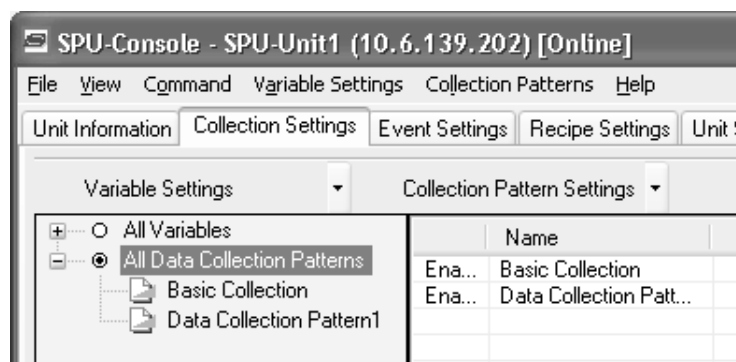 SPU-Console - SPU-Unit1 (10.6.139.202) [Online]
File View Command Variable Settings Collection Patterns Help
Unit Information Collection Settings Event Settings Recipe Settings Unit
Variable Settings Collection Pattern Settings
All Variables
Name
All Data Collection Patterns
Ena... Basic Collection
Basic Collection
Ena... Data Collection Patt...
Data Collection Pattern1